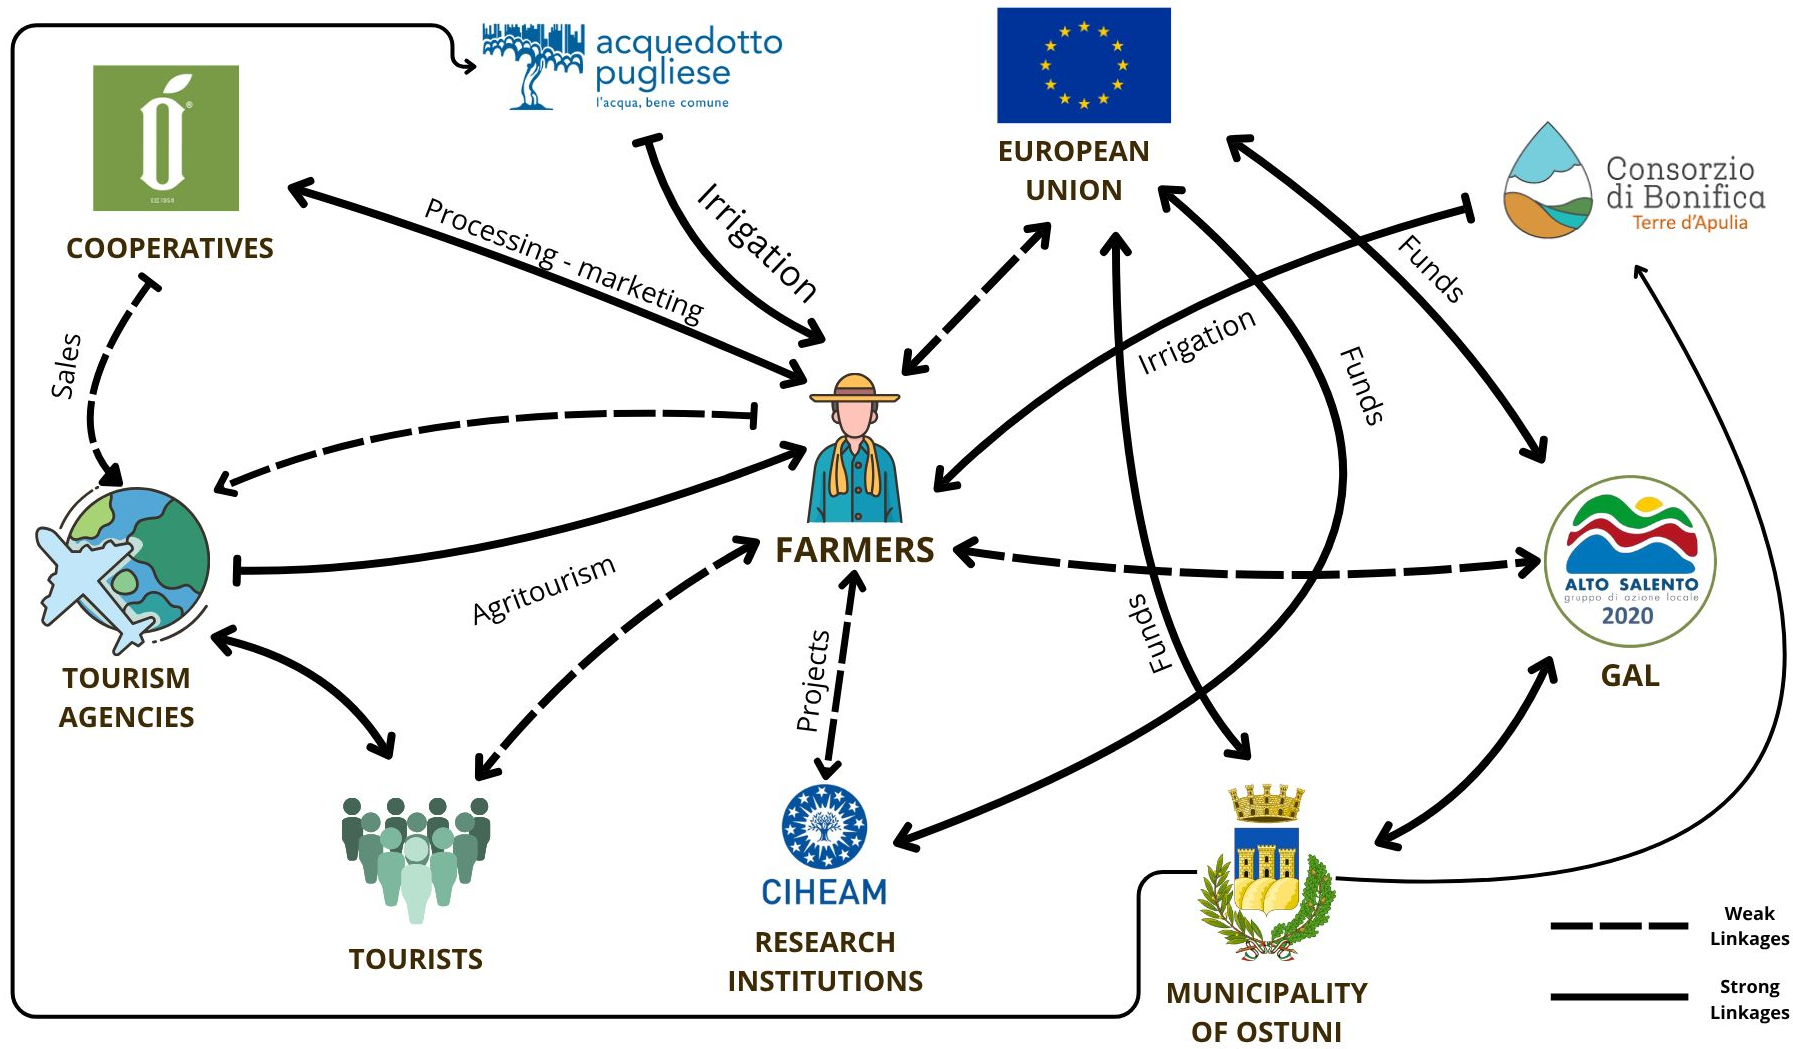 acquedotto
pugliese
l'acqua, bene comune
Ó
®
COOPERATIVES
EUROPEAN
UNION
Consorzio
di Bonifica
Terre d'Apulia
Processing - marketing
Irrigation
Funds
Irrigation
Funds
Sales
FARMERS
Agritourism
Funds
Projects
ALTO SALENTO
gruppo di azione locale
2020
GAL
TOURISM
AGENCIES
CIHEAM
RESEARCH
INSTITUTIONS
TOURISTS
MUNICIPALITY
OF OSTUNI
Weak
Linkages
Strong
Linkages